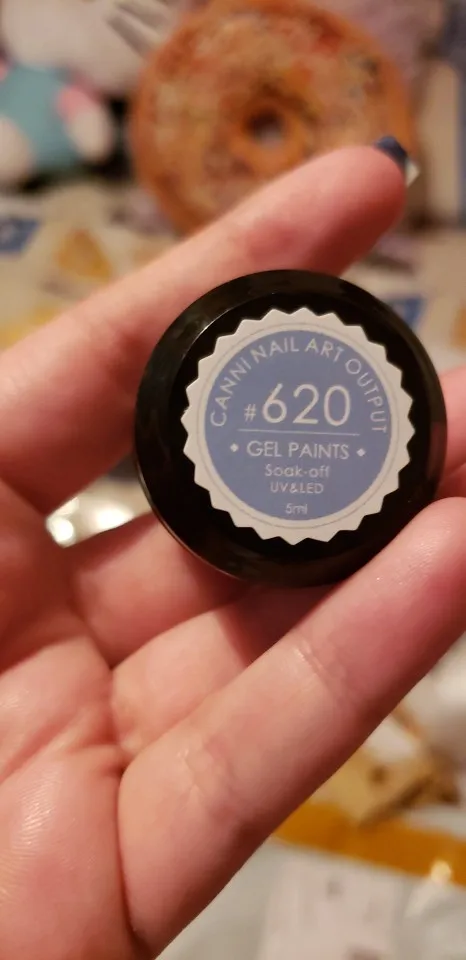 CANNI NAIL ART OUTPUT
#620
• GEL PAINTS •
Soak-off
UV&LED
5ml